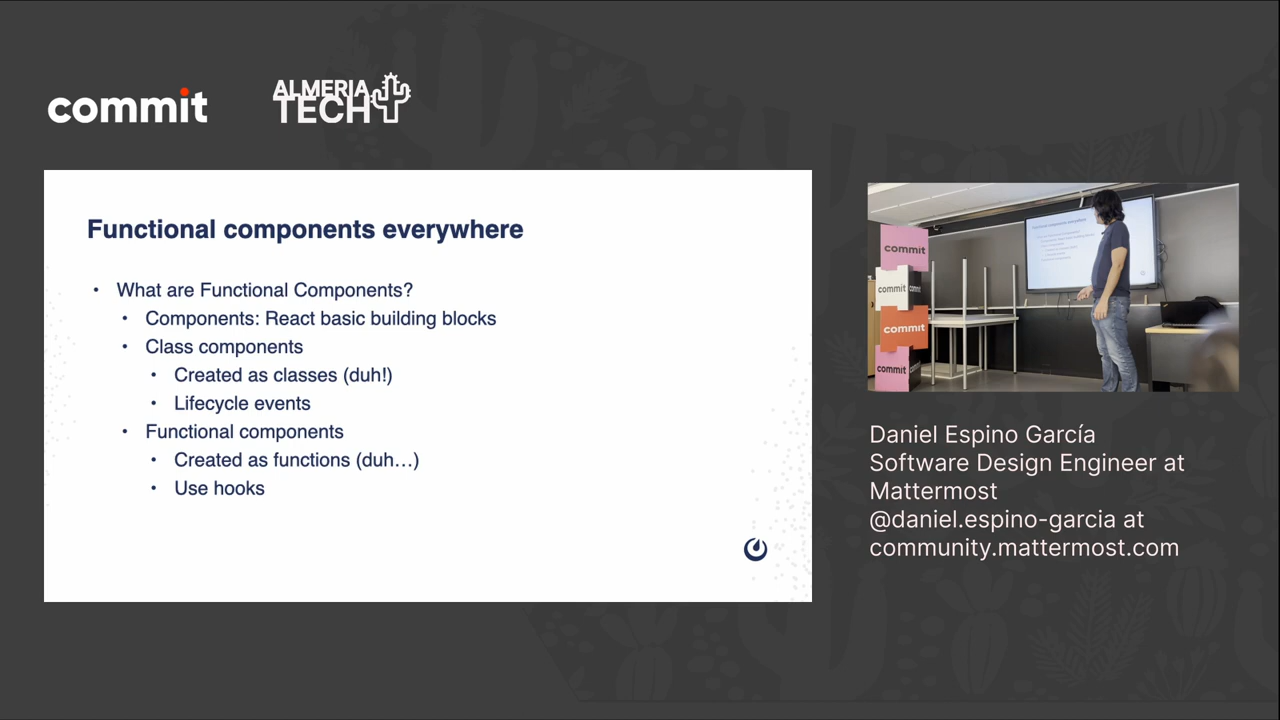 commit
ALMERIA
TECH
Functional components everywhere
• What are Functional Components?
• Components: React basic building blocks
• Class components
• Created as classes (duh!)
• Lifecycle events
• Functional components
• Created as functions (duh…)
• Use hooks
commit
commit
commit
commit
Daniel Espino García
Software Design Engineer at
Mattermost
@daniel.espino-garcia at
community.mattermost.com